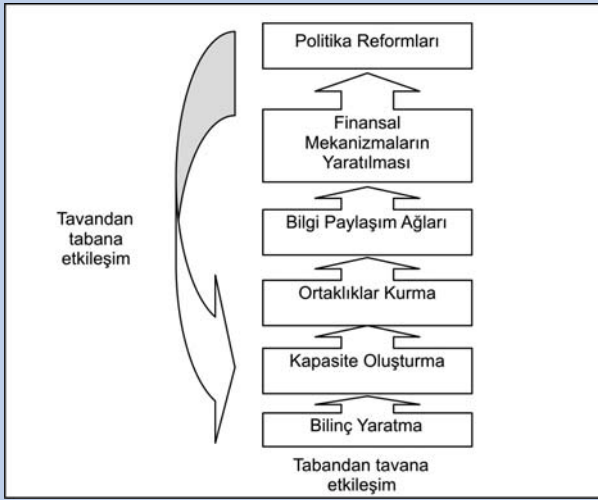 Politika Reformları
Finansal
Mekanizmaların
Yaratılması
Bilgi Paylaşım Ağları
Ortaklıklar Kurma
Kapasite Oluşturma
Bilinç Yaratma
Tabandan tavana
etkileşim
Tavandan
tabana
etkileşim